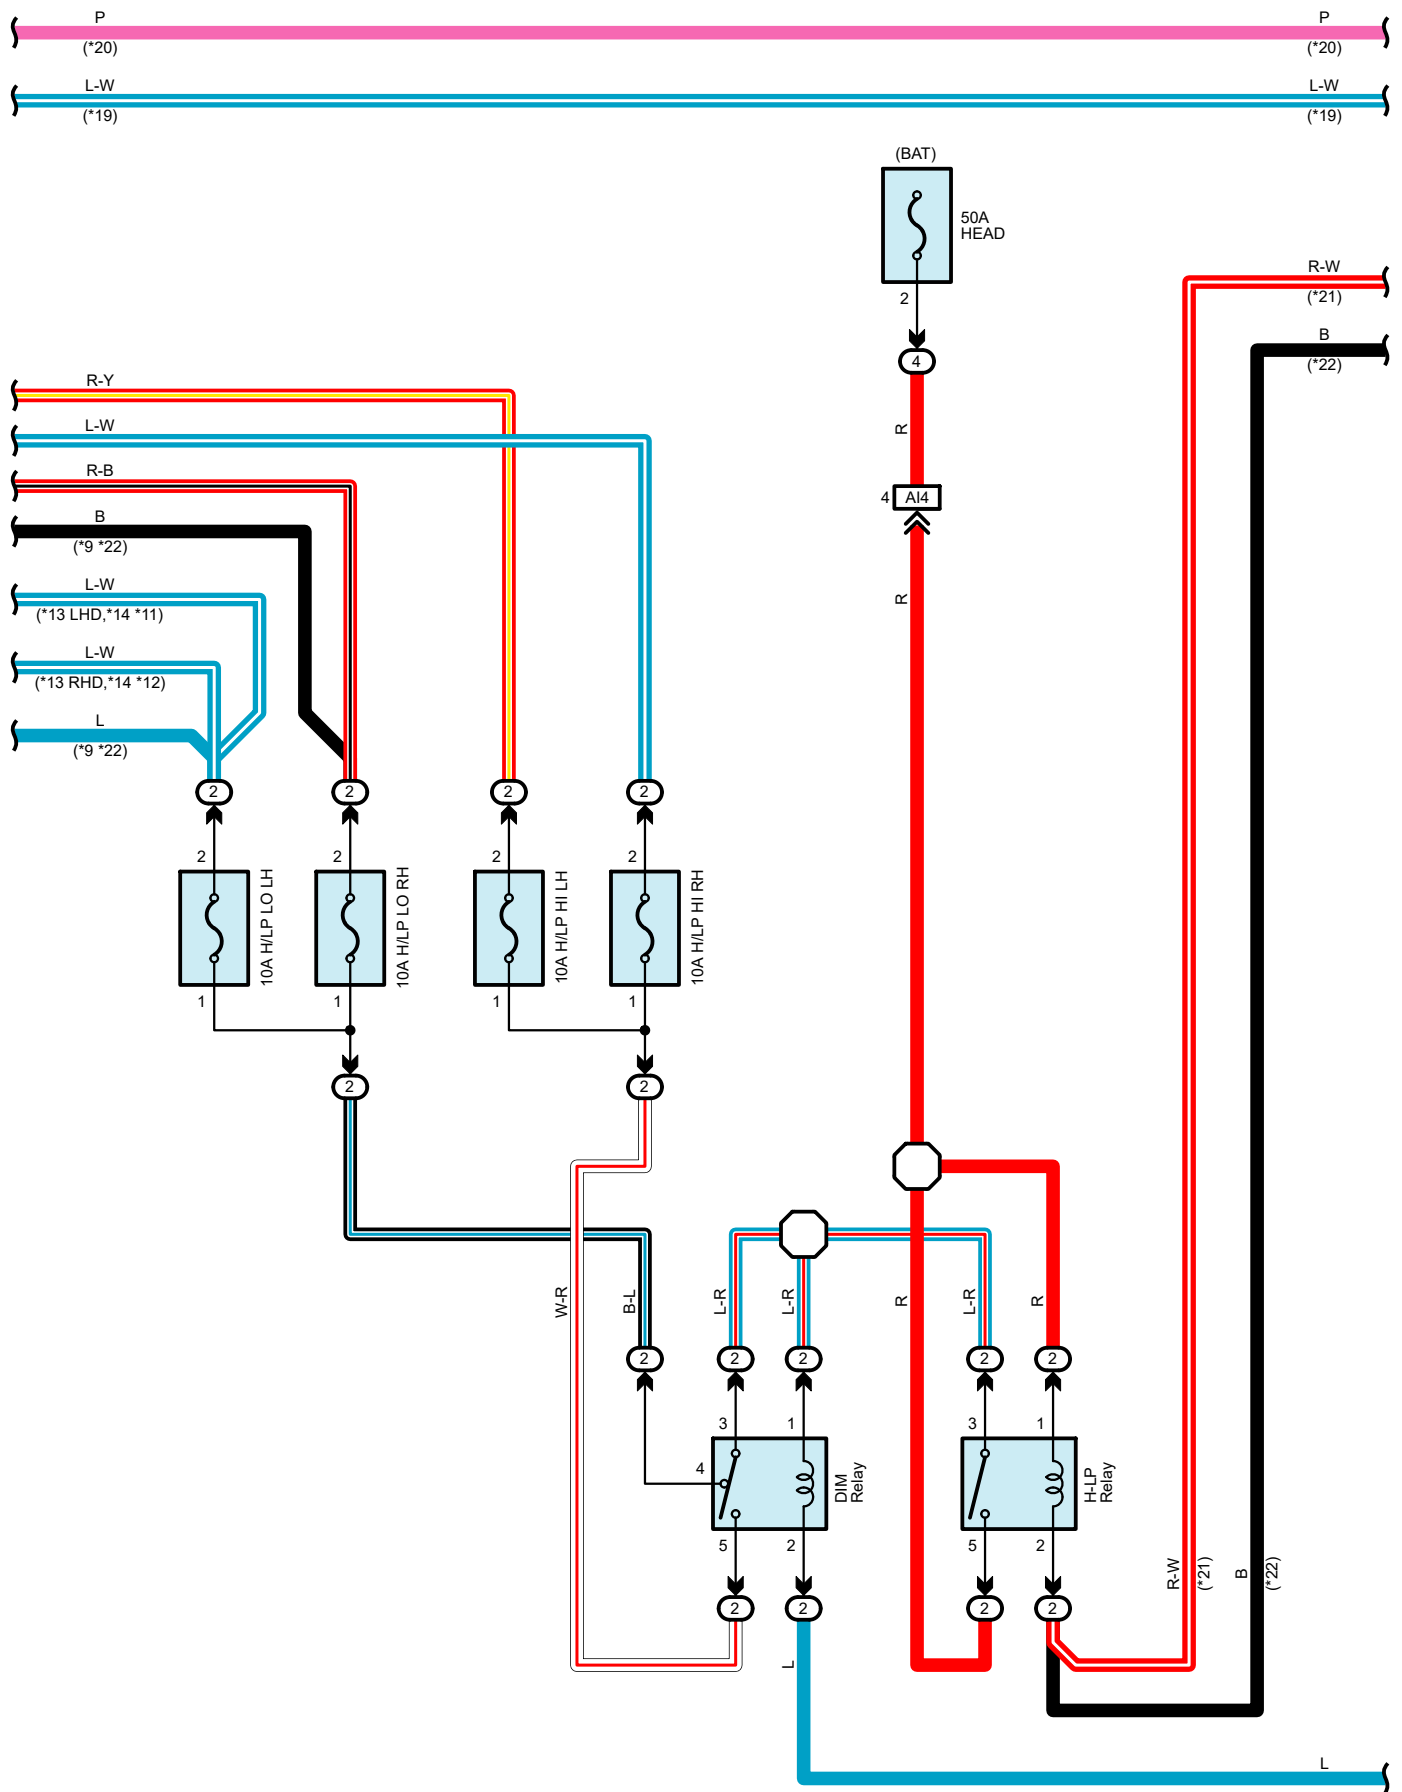 P
P
(*20)
(*20)
L-W
L-W
(*19)
(*19)
(BAT)
50A
HEAD
2
4
R-W
(*21)
B
(*22)
R-Y
L-W
R-B
B
(*9 *22)
L-W
(*13 LHD,*14 *11)
L-W
(*13 RHD,*14 *12)
L
(*9 *22)
R
4
AI4
R
2
2
2
2
2
2
2
2
10A H/LP LO LH
10A H/LP LO RH
10A H/LP HI LH
10A H/LP HI RH
1
1
1
1
2
2
W-R
B-L
L-R
L-R
R
L-R
R
2
2
2
2
2
3
1
3
1
4
DIM
Relay
H-LP
Relay
5
2
5
2
R-W
(*21)
B
(*22)
2
2
2
2
L
L